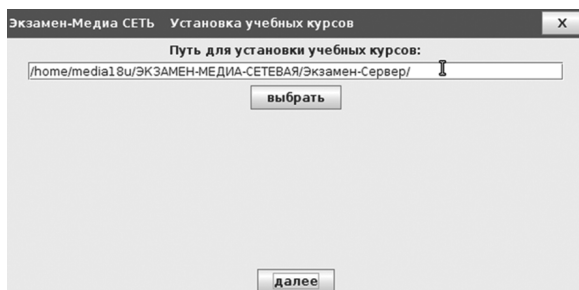 Экзамен-Медиа СЕТЬ Установка учебных курсов X
Путь для установки учебных курсов:
/home/media18u/ЭКЗАМЕН-МЕДИА-СЕТЕВАЯ/Экзамен-Сервер/
выбрать
далее